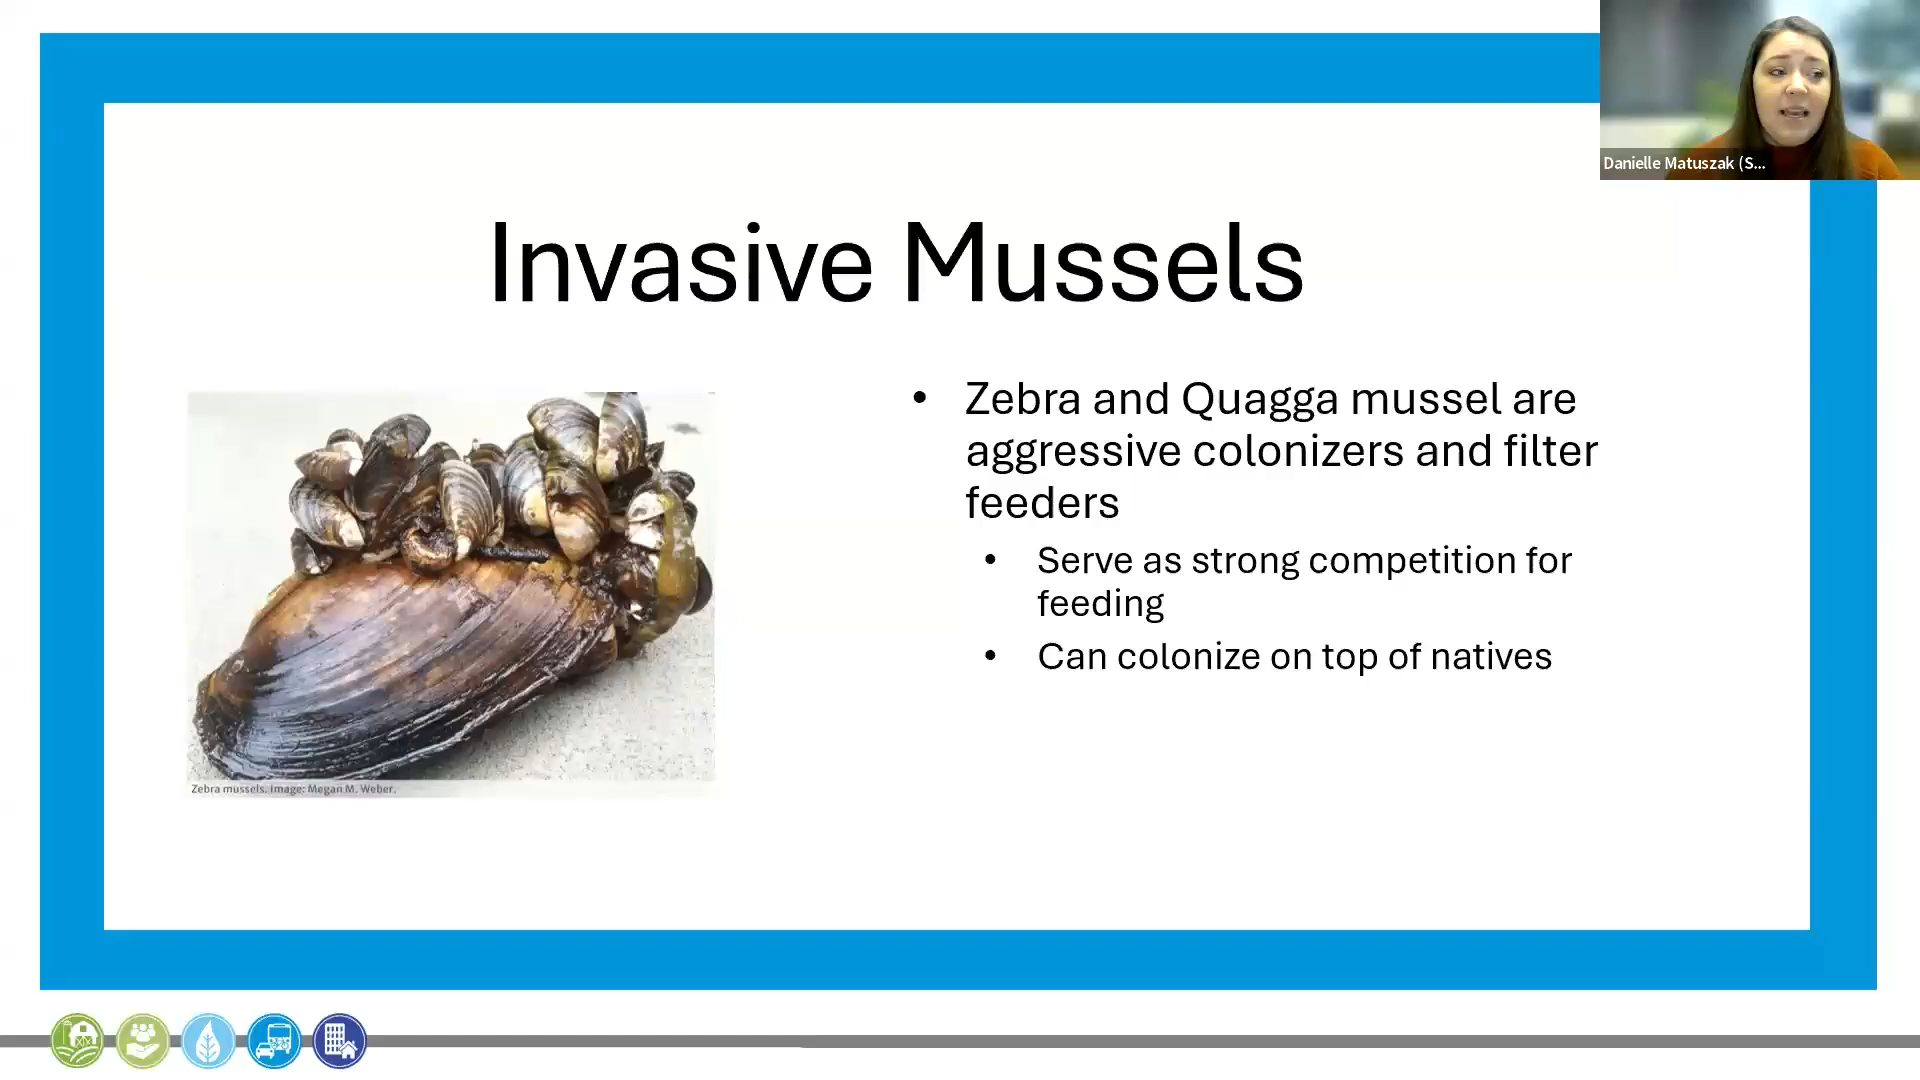 Danielle Matuszak (S...
Invasive Mussels
• Zebra and Quagga mussel are
aggressive colonizers and filter
feeders
• Serve as strong competition for
feeding
• Can colonize on top of natives
Zebra mussels. Image: Megan M. Weber.